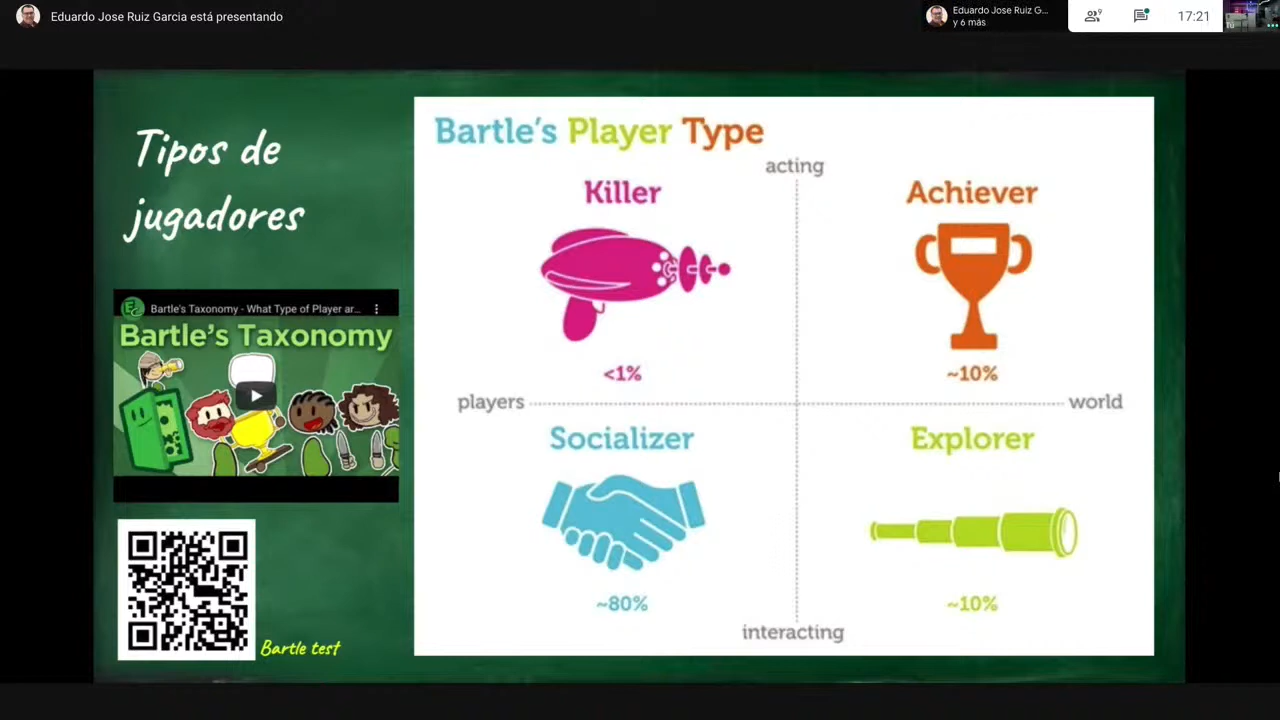 Eduardo Jose Ruiz Garcia está presentando
Eduardo Jose Ruiz G...
y 6 más
9
17:21
Tú
Tipos de
jugadores
Bartle's Taxonomy - What Type of Player ar...
Bartle's Taxonomy
Bartle test
Bartle's Player Type
acting
Killer
Achiever
<1%
~10%
players
world
Socializer
Explorer
~80%
~10%
interacting